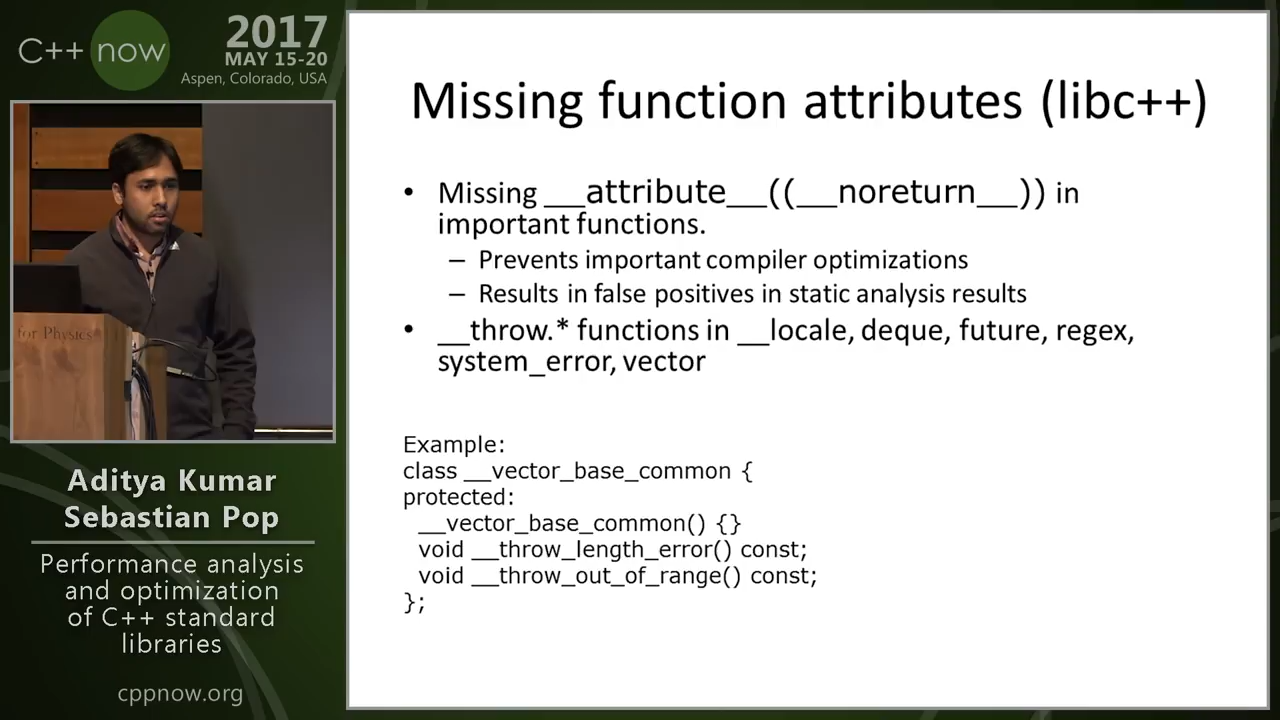 C++ now
2017
MAY 15-20
Aspen, Colorado, USA
for Physics
Aditya Kumar
Sebastian Pop
Performance analysis
and optimization
of C++ standard
libraries
cppnow.org
Missing function attributes (libc++)
• Missing __attribute__((__noreturn__)) in
important functions.
– Prevents important compiler optimizations
– Results in false positives in static analysis results
• __throw.* functions in __locale, deque, future, regex,
system_error, vector
Example:
class __vector_base_common {
protected:
__vector_base_common() {}
void __throw_length_error() const;
void __throw_out_of_range() const;
};